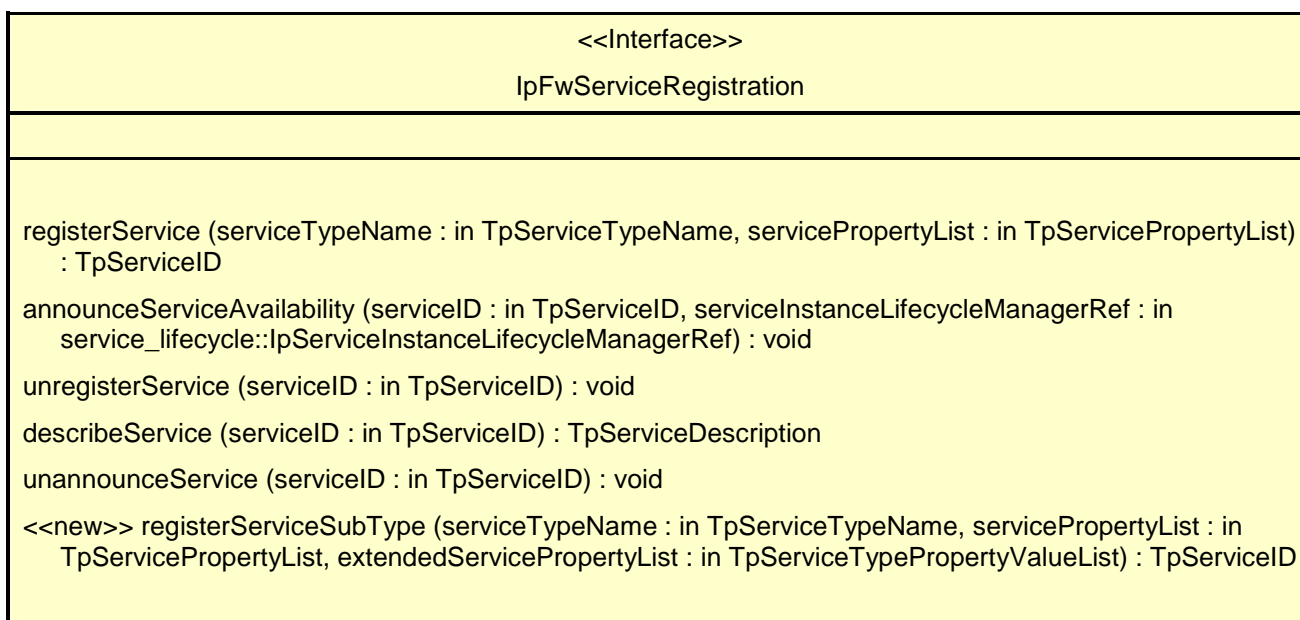 <<Interface>>
IpFwServiceRegistration
registerService (serviceTypeName : in TpServiceTypeName, servicePropertyList : in TpServicePropertyList)
: TpServiceID
announceServiceAvailability (serviceID : in TpServiceID, serviceInstanceLifecycleManagerRef : in
service_lifecycle::IpServiceInstanceLifecycleManagerRef) : void
unregisterService (serviceID : in TpServiceID) : void
describeService (serviceID : in TpServiceID) : TpServiceDescription
unannounceService (serviceID : in TpServiceID) : void
<<new>> registerServiceSubType (serviceTypeName : in TpServiceTypeName, servicePropertyList : in
TpServicePropertyList, extendedServicePropertyList : in TpServiceTypePropertyValueList) : TpServiceID